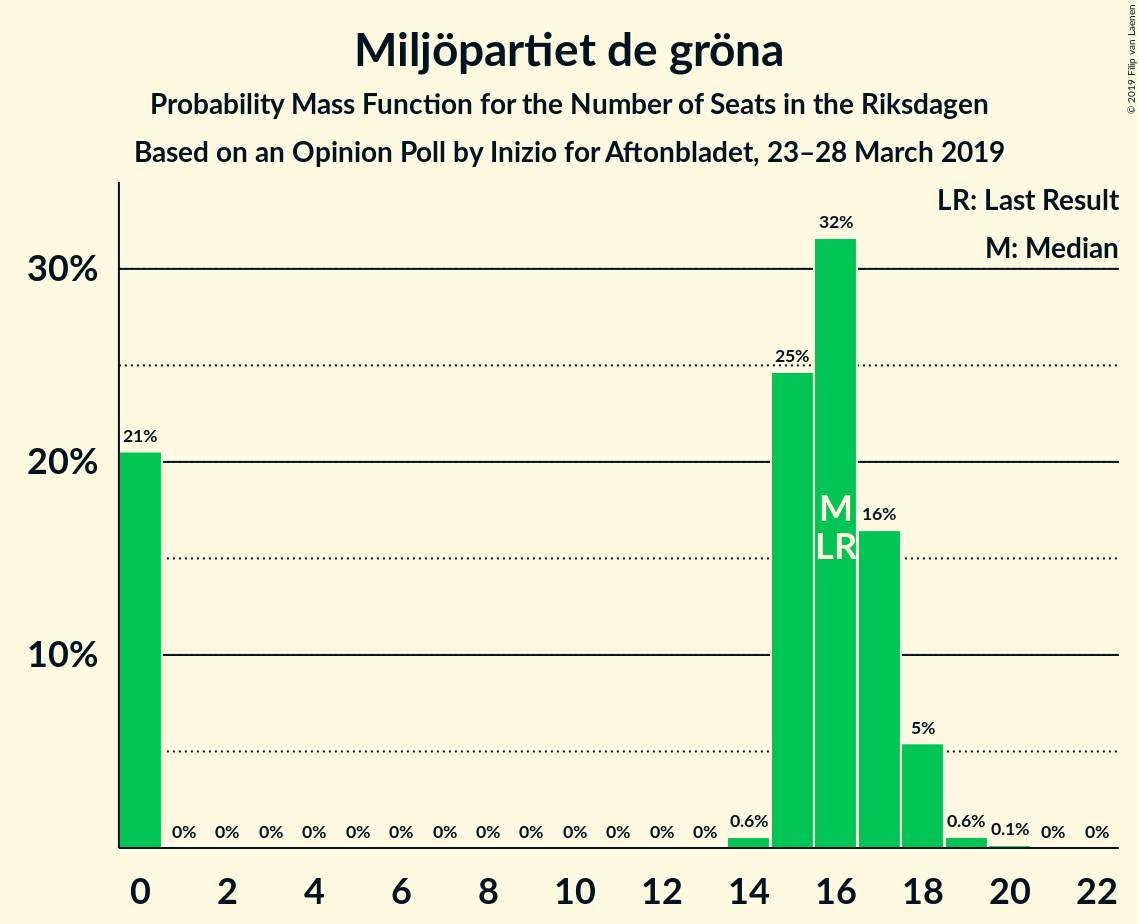 Miljöpartiet de gröna
Probability Mass Function for the Number of Seats in the Riksdagen
Based on an Opinion Poll by Inizio for Aftonbladet, 23–28 March 2019
© 2019 Filip van Laenen
LR: Last Result
M: Median
30%
20%
10%
21%
0%
0%
0%
0%
0%
0%
0%
0%
0%
0%
0%
0%
0%
0.6%
25%
32%
16%
5%
0.6%
0.1%
0%
0%
M
LR
0 2 4 6 8 10 12 14 16 18 20 22